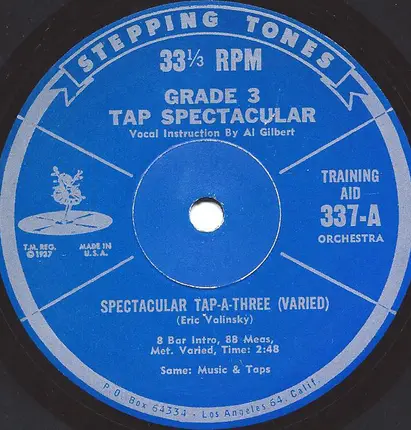 STEPPING TONES
33⅓ RPM
GRADE 3
TAP SPECTACULAR
Vocal Instruction By Al Gilbert
TRAINING
AID
337-A
ORCHESTRA
T.M. REG.
©1937
MADE IN
U.S.A.
SPECTACULAR TAP-A-THREE (VARIED)
(Eric Valinsky)
8 Bar Intro, 88 Meas,
Met. Varied, Time: 2:48
Same: Music & Taps
P.O. Box 64334 - Los Angeles 64, Calif.